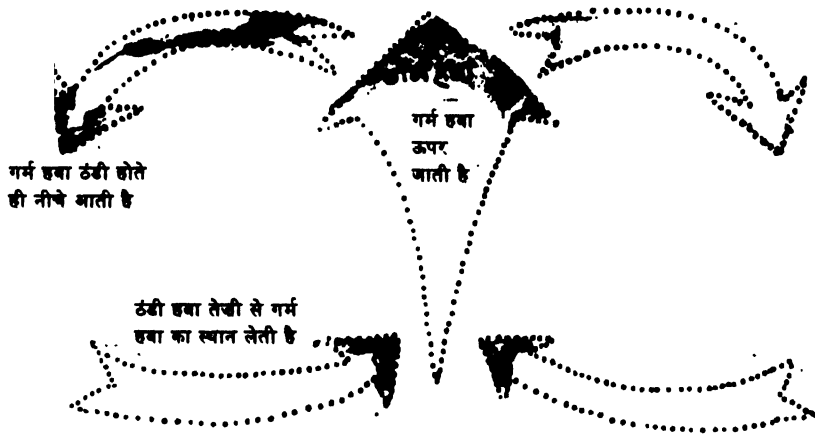 गर्म हवा
ऊपर
जाती है
गर्म हवा ठंडी होते
ही नीचे आती है
ठंडी हवा तेज़ी से गर्म
हवा का स्थान लेती है